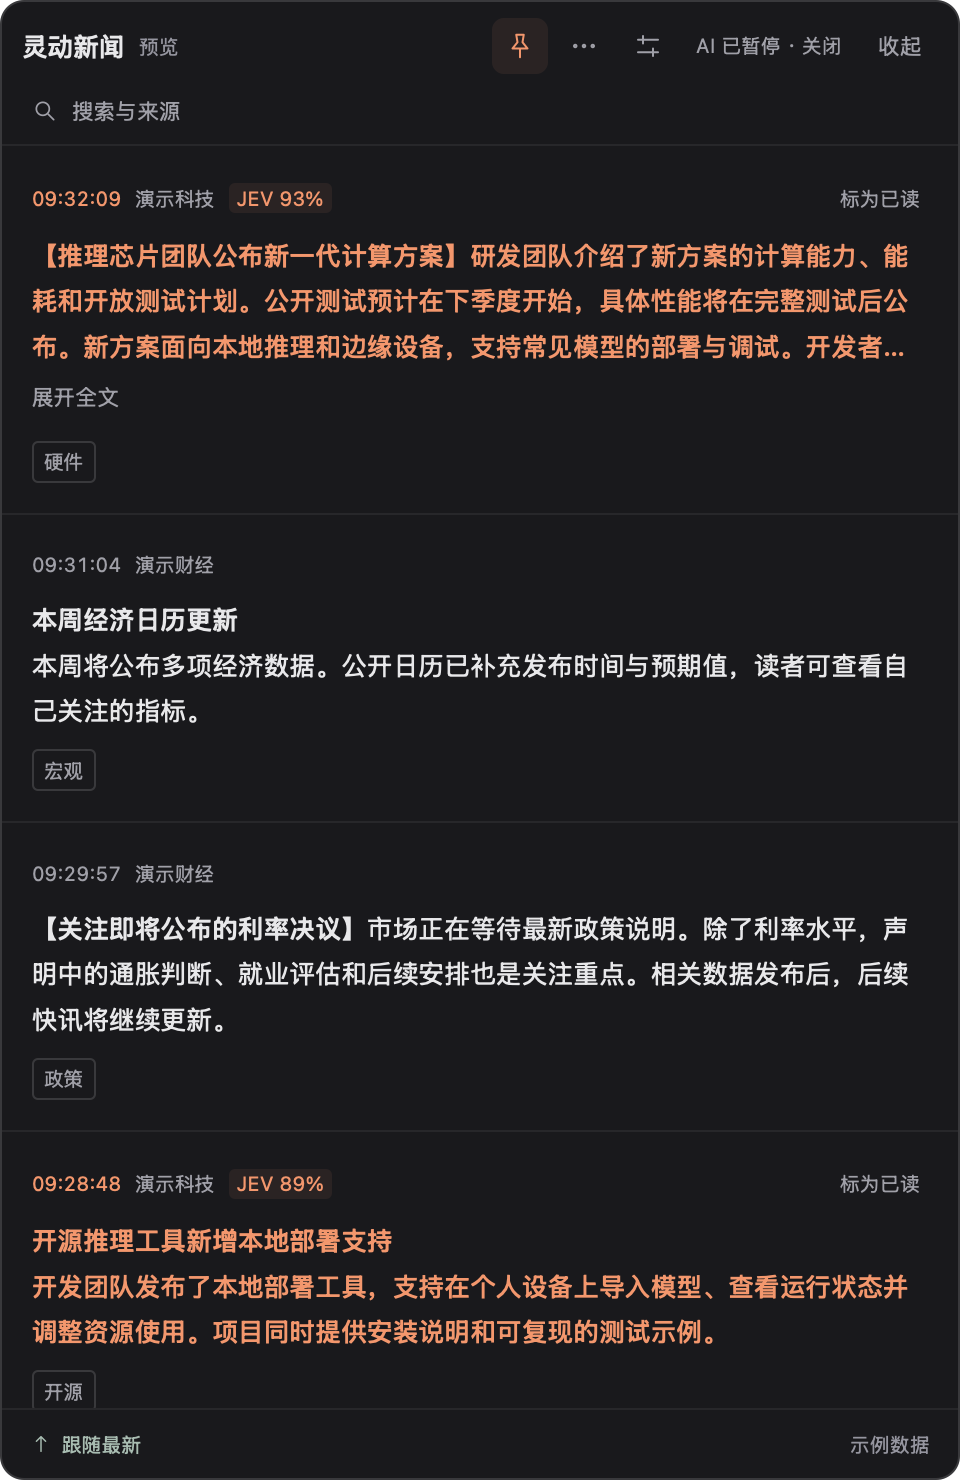 灵动新闻 预览 AI 已暂停 · 关闭 收起
搜索与来源
09:32:09 演示科技 JEV 93% 标为已读
【推理芯片团队公布新一代计算方案】研发团队介绍了新方案的计算能力、能
耗和开放测试计划。公开测试预计在下季度开始，具体性能将在完整测试后公
布。新方案面向本地推理和边缘设备，支持常见模型的部署与调试。开发者...
展开全文
硬件
09:31:04 演示财经
本周经济日历更新
本周将公布多项经济数据。公开日历已补充发布时间与预期值，读者可查看自
己关注的指标。
宏观
09:29:57 演示财经
【关注即将公布的利率决议】市场正在等待最新政策说明。除了利率水平，声
明中的通胀判断、就业评估和后续安排也是关注重点。相关数据发布后，后续
快讯将继续更新。
政策
09:28:48 演示科技 JEV 89% 标为已读
开源推理工具新增本地部署支持
开发团队发布了本地部署工具，支持在个人设备上导入模型、查看运行状态并
调整资源使用。项目同时提供安装说明和可复现的测试示例。
开源
↑ 跟随最新 示例数据